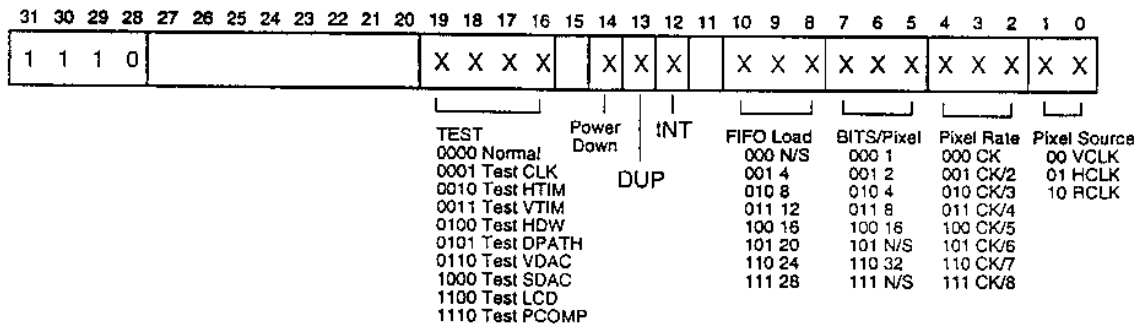 31 30 29 28 27 26 25 24 23 22 21 20 19 18 17 16 15 14 13 12 11 10 9 8 7 6 5 4 3 2 1 0
1 1 1 0 X X X X X X X X X X X X X X X X X X
TEST
0000 Normal
0001 Test CLK
0010 Test HTIM
0011 Test VTIM
0100 Test HDW
0101 Test DPATH
0110 Test VDAC
1000 Test SDAC
1100 Test LCD
1110 Test PCOMP
Power
Down
DUP
INT
FIFO Load
000 N/S
001 4
010 8
011 12
100 16
101 20
110 24
111 28
BITS/Pixel
000 1
001 2
010 4
011 8
100 16
101 N/S
110 32
111 N/S
Pixel Rate
000 CK
001 CK/2
010 CK/3
011 CK/4
100 CK/5
101 CK/6
110 CK/7
111 CK/8
Pixel Source
00 VCLK
01 HCLK
10 RCLK